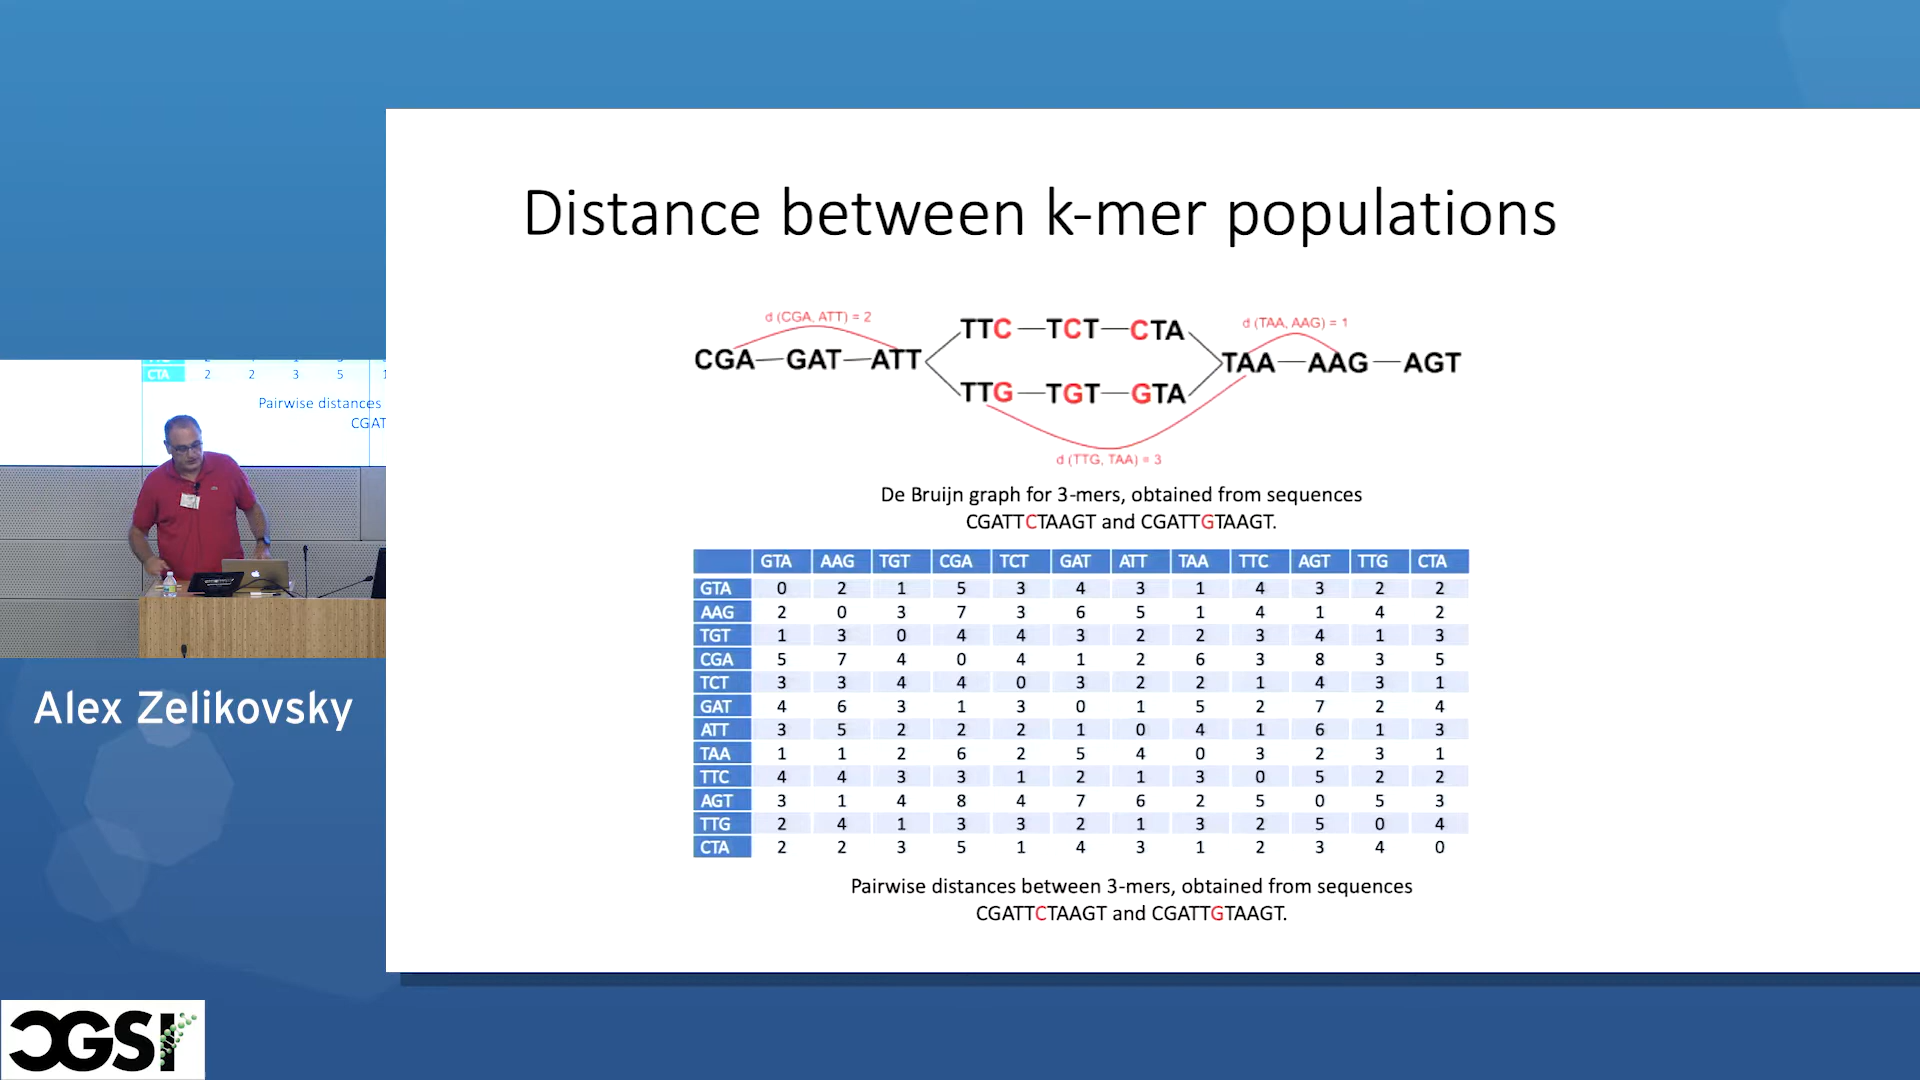 Distance between k-mer populations
d (CGA, ATT) = 2
d (TAA, AAG) = 1
TTC TCT CTA
CGA GAT ATT TAA AAG AGT
TTG TGT GTA
d (TTG, TAA) = 3
De Bruijn graph for 3-mers, obtained from sequences
CGATTCTAAGT and CGATTGTAAGT.
GTA AAG TGT CGA TCT GAT ATT TAA TTC AGT TTG CTA
GTA 0 2 1 5 3 4 3 1 4 3 2 2
AAG 2 0 3 7 3 6 5 1 4 1 4 2
TGT 1 3 0 4 4 3 2 2 3 4 1 3
CGA 5 7 4 0 4 1 2 6 3 8 3 5
TCT 3 3 4 4 0 3 2 2 1 4 3 1
GAT 4 6 3 1 3 0 1 5 2 7 2 4
ATT 3 5 2 2 2 1 0 4 1 6 1 3
TAA 1 1 2 6 2 5 4 0 3 2 3 1
TTC 4 4 3 3 1 2 1 3 0 5 2 2
AGT 3 1 4 8 4 7 6 2 5 0 5 3
TTG 2 4 1 3 3 2 1 3 2 5 0 4
CTA 2 2 3 5 1 4 3 1 2 3 4 0
Pairwise distances between 3-mers, obtained from sequences
CGATTCTAAGT and CGATTGTAAGT.
CTA 2 2 3 5 1
Pairwise distances
CGAT
Alex Zelikovsky
CGSI